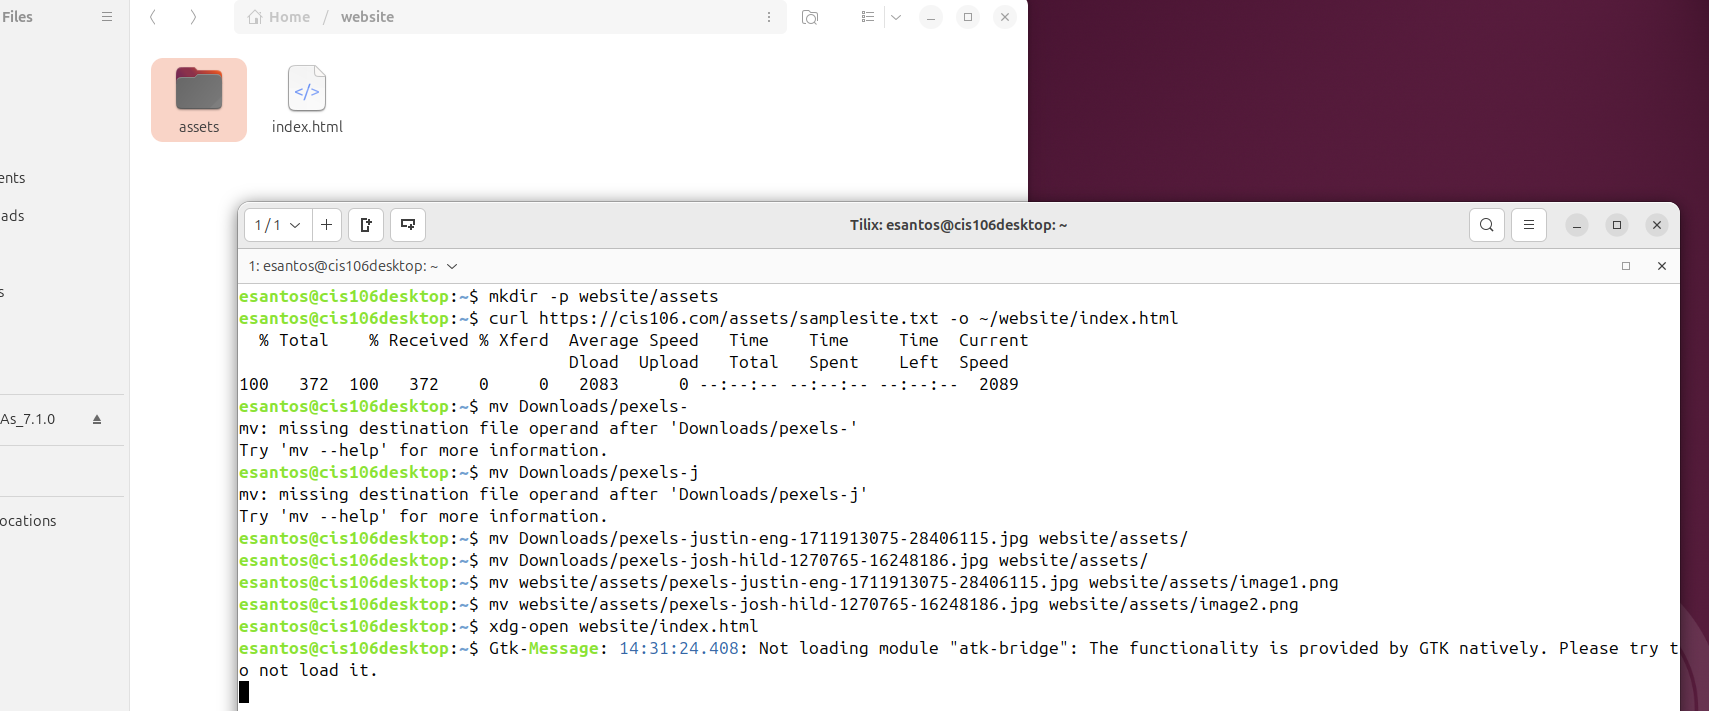 Files
Home / website
assets
index.html
ents
ads
s
As_7.1.0
ocations
1 / 1
Tilix: esantos@cis106desktop: ~
1: esantos@cis106desktop: ~
esantos@cis106desktop:~$ mkdir -p website/assets
esantos@cis106desktop:~$ curl https://cis106.com/assets/samplesite.txt -o ~/website/index.html
  % Total    % Received % Xferd  Average Speed   Time    Time     Time  Current
                                 Dload  Upload   Total   Spent    Left  Speed
100   372  100   372    0     0   2083      0 --:--:-- --:--:-- --:--:--  2089
esantos@cis106desktop:~$ mv Downloads/pexels-
mv: missing destination file operand after 'Downloads/pexels-'
Try 'mv --help' for more information.
esantos@cis106desktop:~$ mv Downloads/pexels-j
mv: missing destination file operand after 'Downloads/pexels-j'
Try 'mv --help' for more information.
esantos@cis106desktop:~$ mv Downloads/pexels-justin-eng-1711913075-28406115.jpg website/assets/
esantos@cis106desktop:~$ mv Downloads/pexels-josh-hild-1270765-16248186.jpg website/assets/
esantos@cis106desktop:~$ mv website/assets/pexels-justin-eng-1711913075-28406115.jpg website/assets/image1.png
esantos@cis106desktop:~$ mv website/assets/pexels-josh-hild-1270765-16248186.jpg website/assets/image2.png
esantos@cis106desktop:~$ xdg-open website/index.html
esantos@cis106desktop:~$ Gtk-Message: 14:31:24.408: Not loading module "atk-bridge": The functionality is provided by GTK natively. Please try t
o not load it.